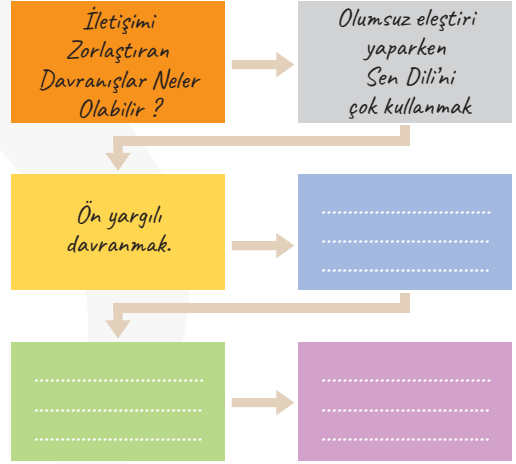 İletişimi
Zorlaştıran
Davranışlar Neler
Olabilir ?
Olumsuz eleştiri
yaparken
Sen Dili'ni
çok kullanmak
Ön yargılı
davranmak.